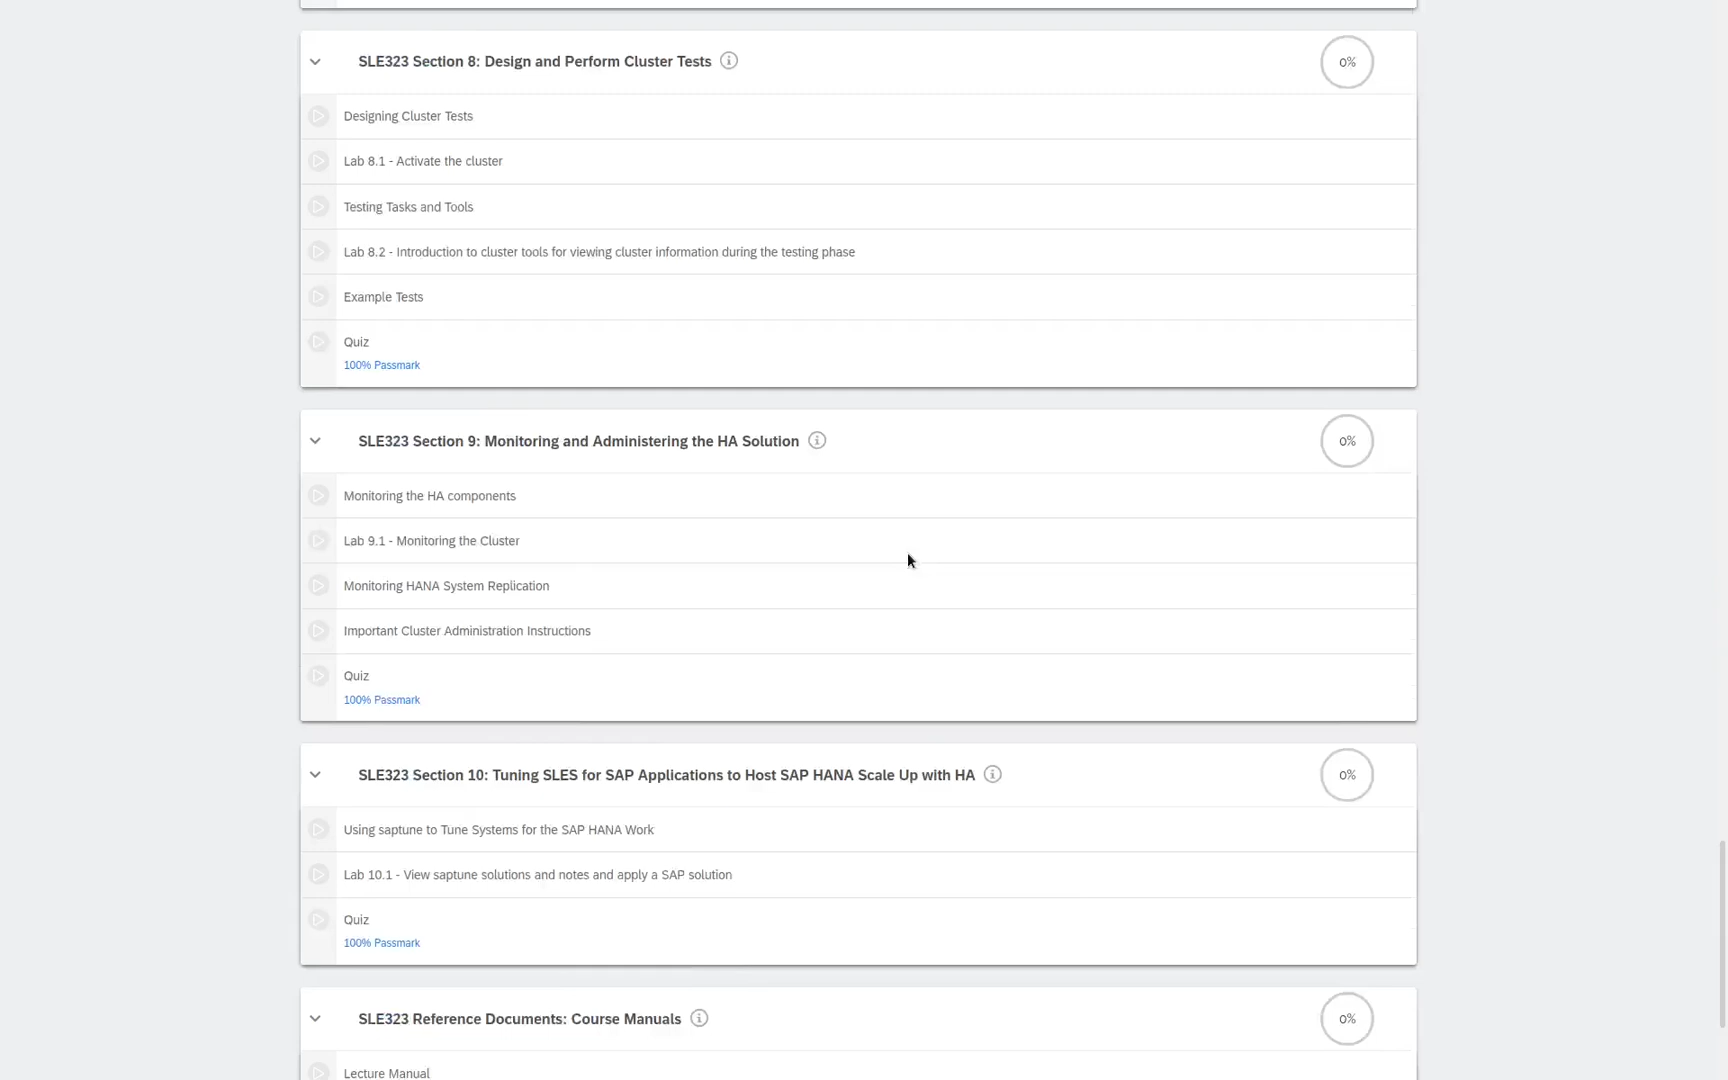 SLE323 Section 8: Design and Perform Cluster Tests
0%
Designing Cluster Tests
Lab 8.1 - Activate the cluster
Testing Tasks and Tools
Lab 8.2 - Introduction to cluster tools for viewing cluster information during the testing phase
Example Tests
Quiz
100% Passmark
SLE323 Section 9: Monitoring and Administering the HA Solution
0%
Monitoring the HA components
Lab 9.1 - Monitoring the Cluster
Monitoring HANA System Replication
Important Cluster Administration Instructions
Quiz
100% Passmark
SLE323 Section 10: Tuning SLES for SAP Applications to Host SAP HANA Scale Up with HA
0%
Using saptune to Tune Systems for the SAP HANA Work
Lab 10.1 - View saptune solutions and notes and apply a SAP solution
Quiz
100% Passmark
SLE323 Reference Documents: Course Manuals
0%
Lecture Manual